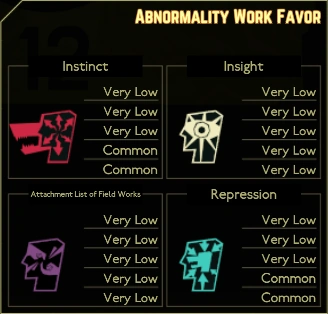 Abnormality Work Favor
Instinct
Very Low
Very Low
Very Low
Common
Common
Insight
Very Low
Very Low
Very Low
Very Low
Very Low
Attachment List of Field Works
Very Low
Very Low
Very Low
Very Low
Very Low
Repression
Very Low
Very Low
Very Low
Common
Common